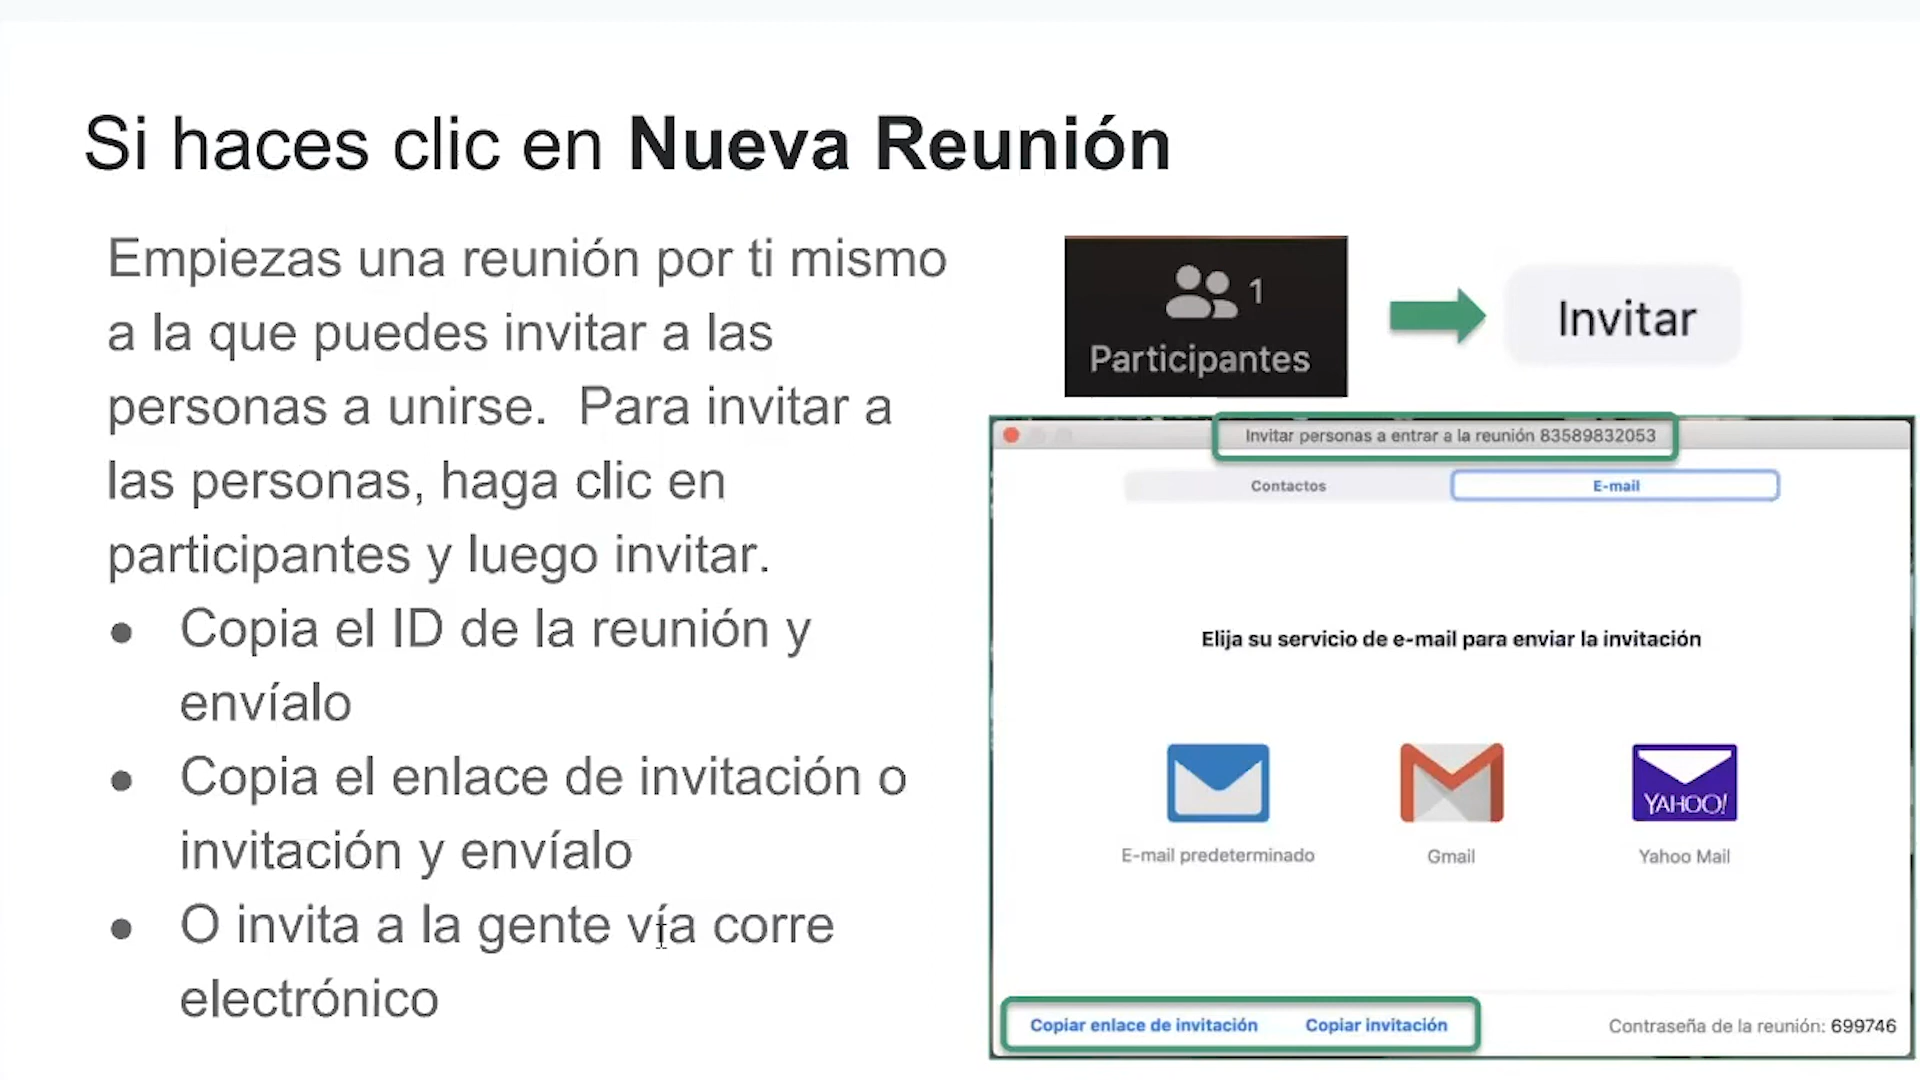 Si haces clic en Nueva Reunión
Empiezas una reunión por ti mismo
a la que puedes invitar a las
personas a unirse.  Para invitar a
las personas, haga clic en
participantes y luego invitar.
● Copia el ID de la reunión y
envíalo
● Copia el enlace de invitación o
invitación y envíalo
● O invita a la gente vía corre
electrónico
1
Participantes
Invitar
Invitar personas a entrar a la reunión 83589832053
Contactos
E-mail
Elija su servicio de e-mail para enviar la invitación
YAHOO!
E-mail predeterminado
Gmail
Yahoo Mail
Copiar enlace de invitación
Copiar invitación
Contraseña de la reunión: 699746